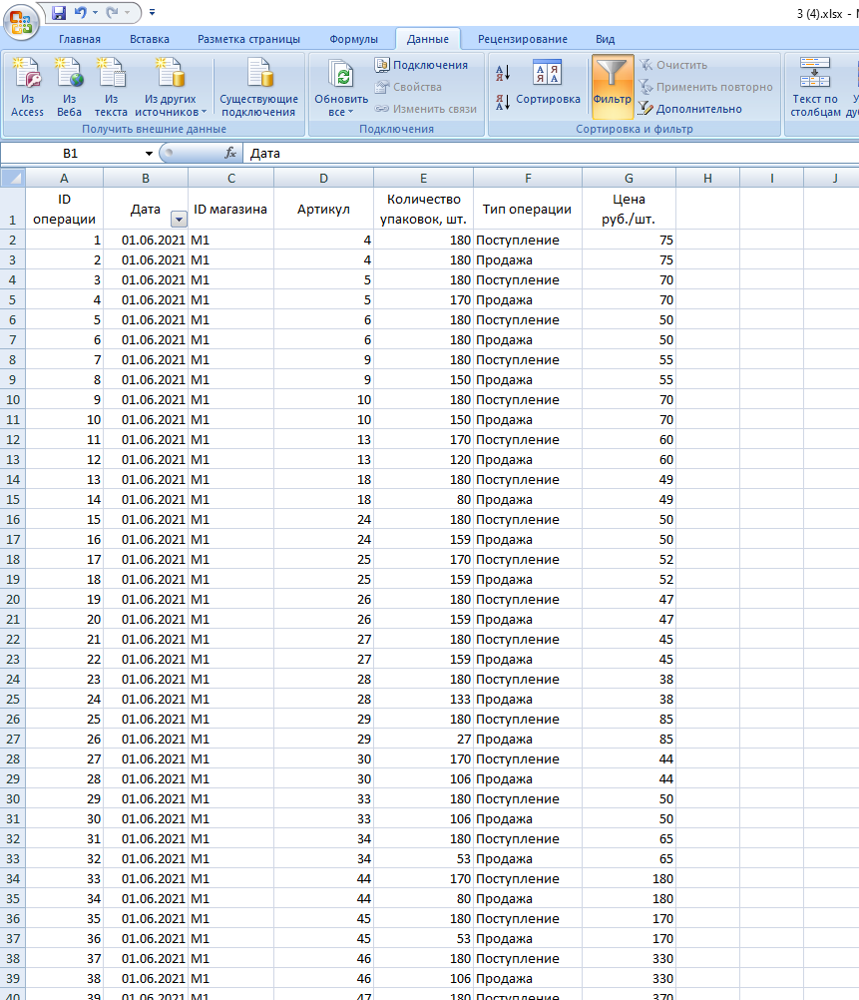 3 (4).xlsx - M
Главная Вставка Разметка страницы Формулы Данные Рецензирование Вид
Из Access
Из Веба
Из текста
Из других источников
Существующие подключения
Получить внешние данные
Обновить все
Подключения
Свойства
Изменить связи
Подключения
Сортировка
Фильтр
Очистить
Применить повторно
Дополнительно
Сортировка и фильтр
Текст по столбцам
B1 fx Дата
A B C D E F G H I J
1 ID операции Дата ID магазина Артикул Количество упаковок, шт. Тип операции Цена руб./шт.
2 1 01.06.2021 M1 4 180 Поступление 75
3 2 01.06.2021 M1 4 180 Продажа 75
4 3 01.06.2021 M1 5 180 Поступление 70
5 4 01.06.2021 M1 5 170 Продажа 70
6 5 01.06.2021 M1 6 180 Поступление 50
7 6 01.06.2021 M1 6 180 Продажа 50
8 7 01.06.2021 M1 9 180 Поступление 55
9 8 01.06.2021 M1 9 150 Продажа 55
10 9 01.06.2021 M1 10 180 Поступление 70
11 10 01.06.2021 M1 10 150 Продажа 70
12 11 01.06.2021 M1 13 170 Поступление 60
13 12 01.06.2021 M1 13 120 Продажа 60
14 13 01.06.2021 M1 18 180 Поступление 49
15 14 01.06.2021 M1 18 80 Продажа 49
16 15 01.06.2021 M1 24 180 Поступление 50
17 16 01.06.2021 M1 24 159 Продажа 50
18 17 01.06.2021 M1 25 170 Поступление 52
19 18 01.06.2021 M1 25 159 Продажа 52
20 19 01.06.2021 M1 26 180 Поступление 47
21 20 01.06.2021 M1 26 159 Продажа 47
22 21 01.06.2021 M1 27 180 Поступление 45
23 22 01.06.2021 M1 27 159 Продажа 45
24 23 01.06.2021 M1 28 180 Поступление 38
25 24 01.06.2021 M1 28 133 Продажа 38
26 25 01.06.2021 M1 29 180 Поступление 85
27 26 01.06.2021 M1 29 27 Продажа 85
28 27 01.06.2021 M1 30 170 Поступление 44
29 28 01.06.2021 M1 30 106 Продажа 44
30 29 01.06.2021 M1 33 180 Поступление 50
31 30 01.06.2021 M1 33 106 Продажа 50
32 31 01.06.2021 M1 34 180 Поступление 65
33 32 01.06.2021 M1 34 53 Продажа 65
34 33 01.06.2021 M1 44 170 Поступление 180
35 34 01.06.2021 M1 44 80 Продажа 180
36 35 01.06.2021 M1 45 180 Поступление 170
37 36 01.06.2021 M1 45 53 Продажа 170
38 37 01.06.2021 M1 46 180 Поступление 330
39 38 01.06.2021 M1 46 106 Продажа 330
40 39 01.06.2021 M1 47 180 Поступление 370